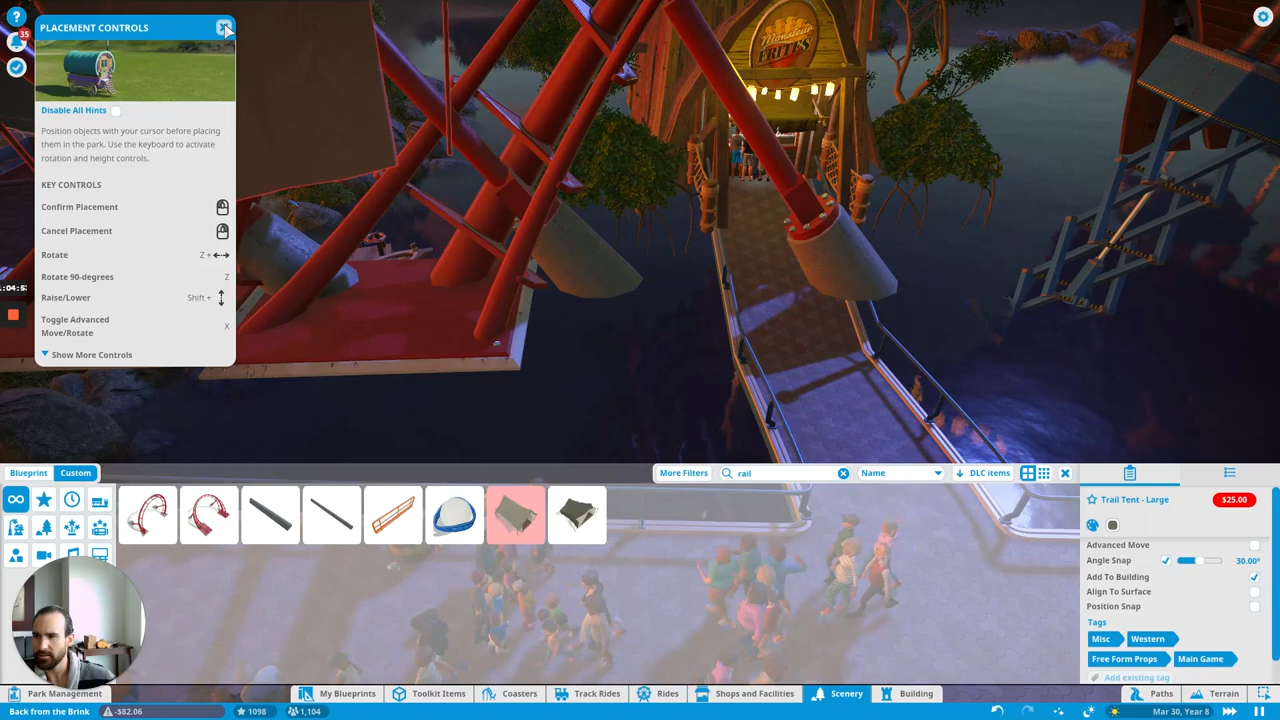 PLACEMENT CONTROLS
35
Disable All Hints
Position objects with your cursor before placing
them in the park. Use the keyboard to activate
rotation and height controls.
KEY CONTROLS
Confirm Placement
Cancel Placement
Rotate Z +
Rotate 90-degrees Z
Raise/Lower Shift +
Toggle Advanced
Move/Rotate X
Show More Controls
Monsieur
FRITES
Blueprint Custom
More Filters rail Name DLC items
Trail Tent - Large $25.00
Advanced Move
Angle Snap 30.00°
Add To Building
Align To Surface
Position Snap
Tags
Misc Western
Free Form Props Main Game
Add existing tag
Park Management My Blueprints Toolkit Items Coasters Track Rides Rides Shops and Facilities Scenery Building Paths Terrain
Back from the Brink -$82.06 1098 1,104 Mar 30, Year 8